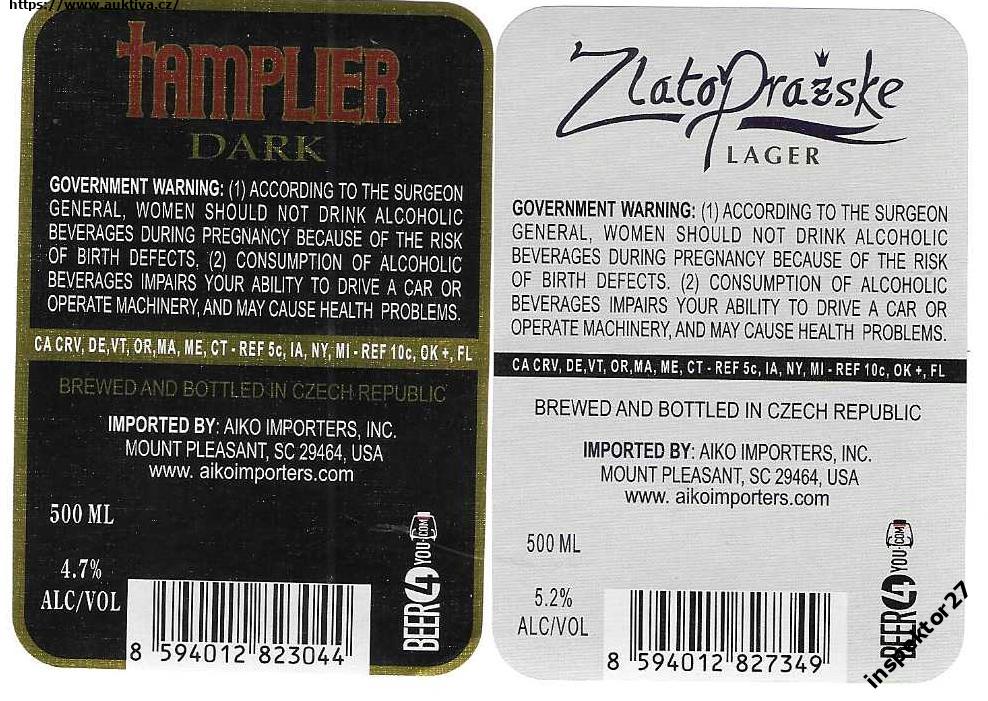 https://www.auktiva.cz/
TAMPLIER
DARK
GOVERNMENT WARNING: (1) ACCORDING TO THE SURGEON
GENERAL, WOMEN SHOULD NOT DRINK ALCOHOLIC
BEVERAGES DURING PREGNANCY BECAUSE OF THE RISK
OF BIRTH DEFECTS. (2) CONSUMPTION OF ALCOHOLIC
BEVERAGES IMPAIRS YOUR ABILITY TO DRIVE A CAR OR
OPERATE MACHINERY, AND MAY CAUSE HEALTH PROBLEMS.
CA CRV, DE,VT, OR,MA, ME, CT - REF 5c, IA, NY, MI - REF 10c, OK +, FL
BREWED AND BOTTLED IN CZECH REPUBLIC
IMPORTED BY: AIKO IMPORTERS, INC.
MOUNT PLEASANT, SC 29464, USA
www. aikoimporters.com
500 ML
4.7%
ALC/VOL
BEER4YOU.COM
8 594012 823044
ZlatoPražske
LAGER
GOVERNMENT WARNING: (1) ACCORDING TO THE SURGEON
GENERAL, WOMEN SHOULD NOT DRINK ALCOHOLIC
BEVERAGES DURING PREGNANCY BECAUSE OF THE RISK
OF BIRTH DEFECTS. (2) CONSUMPTION OF ALCOHOLIC
BEVERAGES IMPAIRS YOUR ABILITY TO DRIVE A CAR OR
OPERATE MACHINERY, AND MAY CAUSE HEALTH PROBLEMS.
CA CRV, DE,VT, OR,MA, ME, CT - REF 5c, IA, NY, MI - REF 10c, OK +, FL
BREWED AND BOTTLED IN CZECH REPUBLIC
IMPORTED BY: AIKO IMPORTERS, INC.
MOUNT PLEASANT, SC 29464, USA
www. aikoimporters.com
500 ML
5.2%
ALC/VOL
BEER4YOU.COM
8 594012 827349
inspektor27